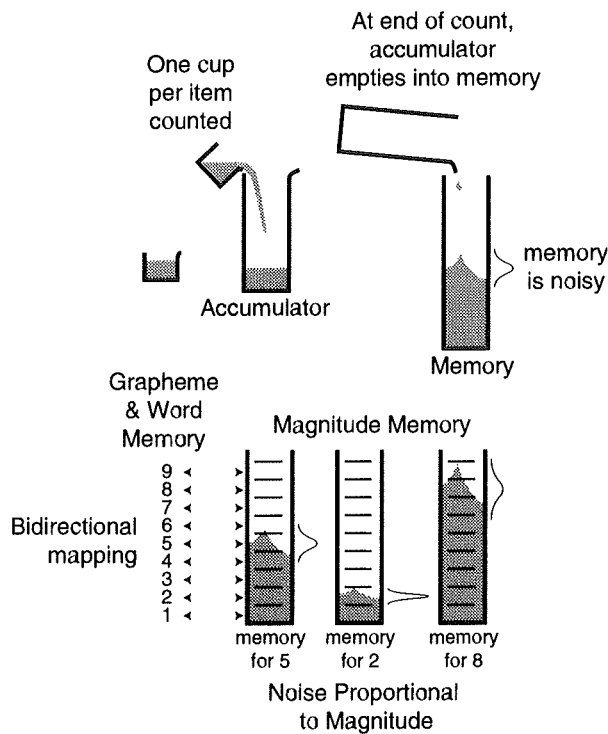 One cup
per item
counted
At end of count,
accumulator
empties into memory
Accumulator
memory
is noisy
Memory
Grapheme
& Word
Memory
Magnitude Memory
Bidirectional
mapping
9
8
7
6
5
4
3
2
1
memory
for 5
memory
for 2
memory
for 8
Noise Proportional
to Magnitude